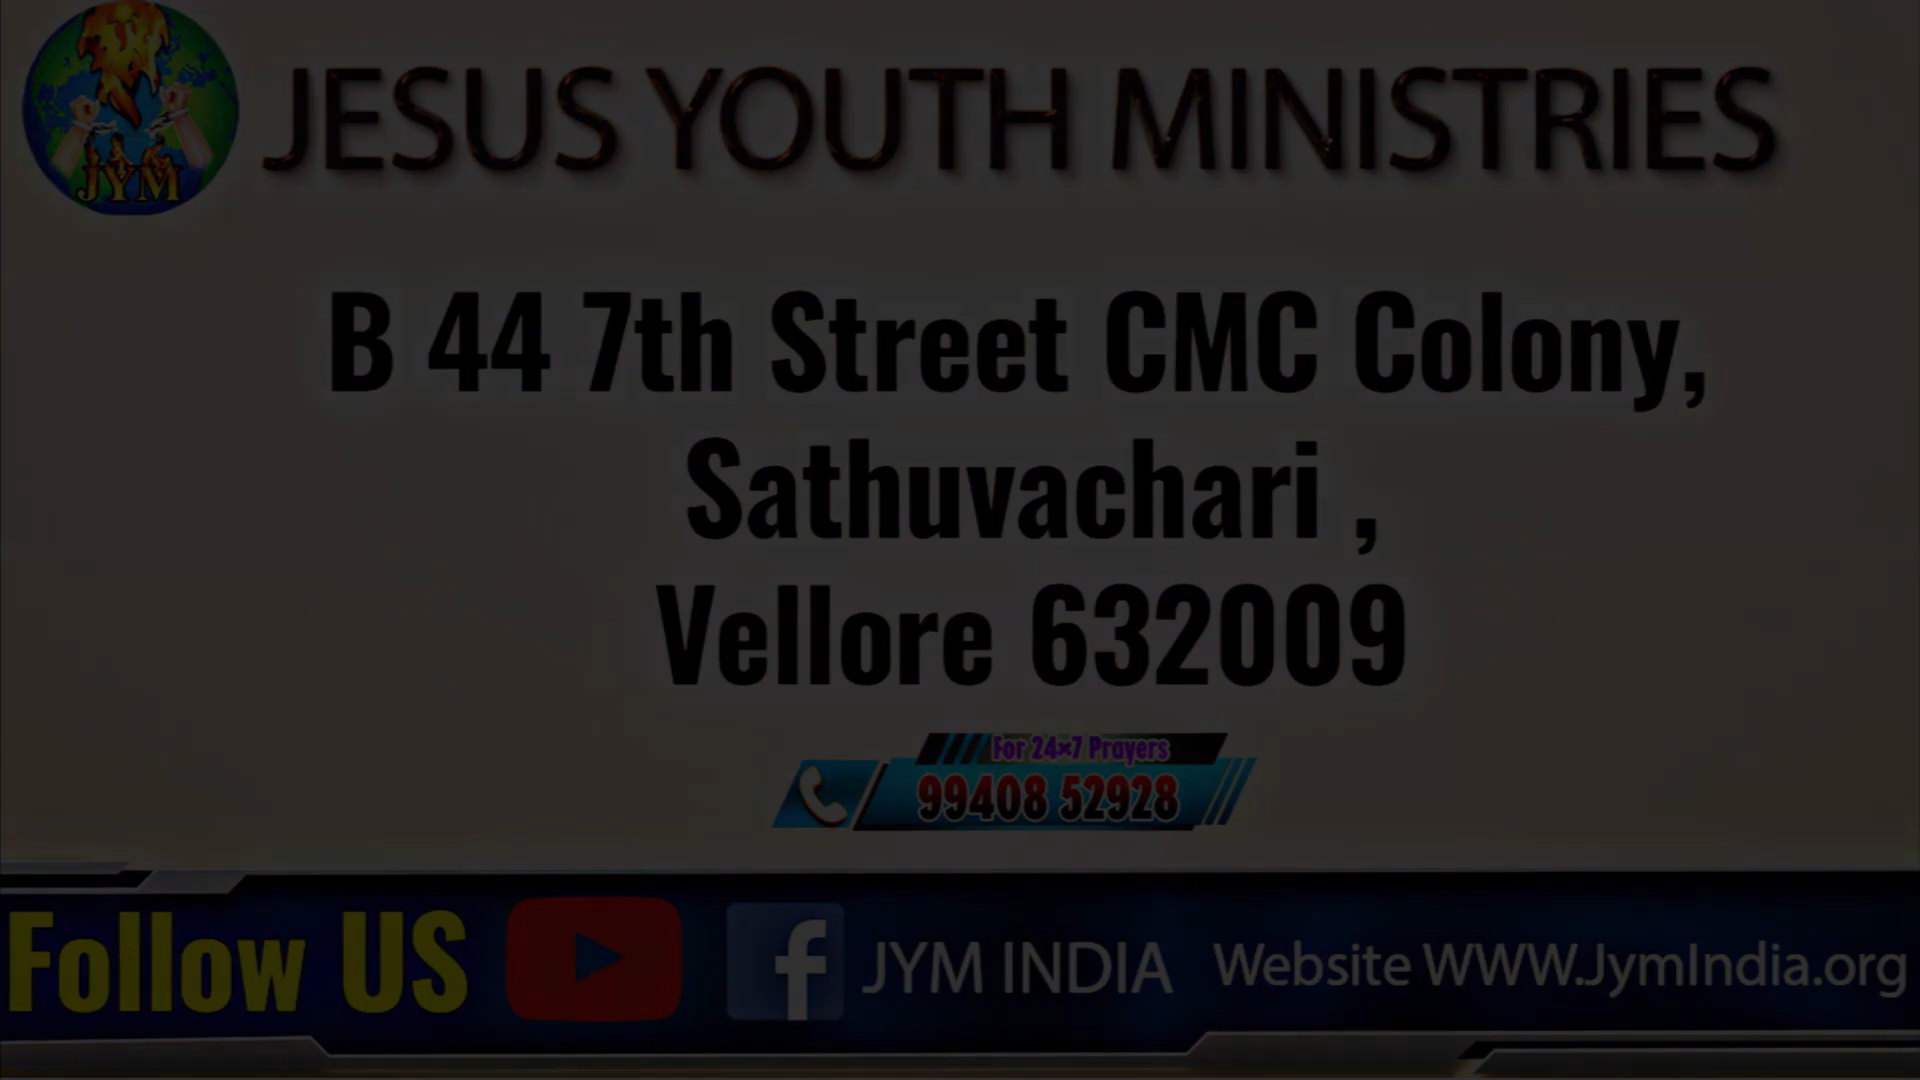 JYM
JESUS YOUTH MINISTRIES
B 44 7th Street CMC Colony,
Sathuvachari ,
Vellore 632009
For 24×7 Prayers
99408 52928
Follow US
f JYM INDIA Website WWW.JymIndia.org